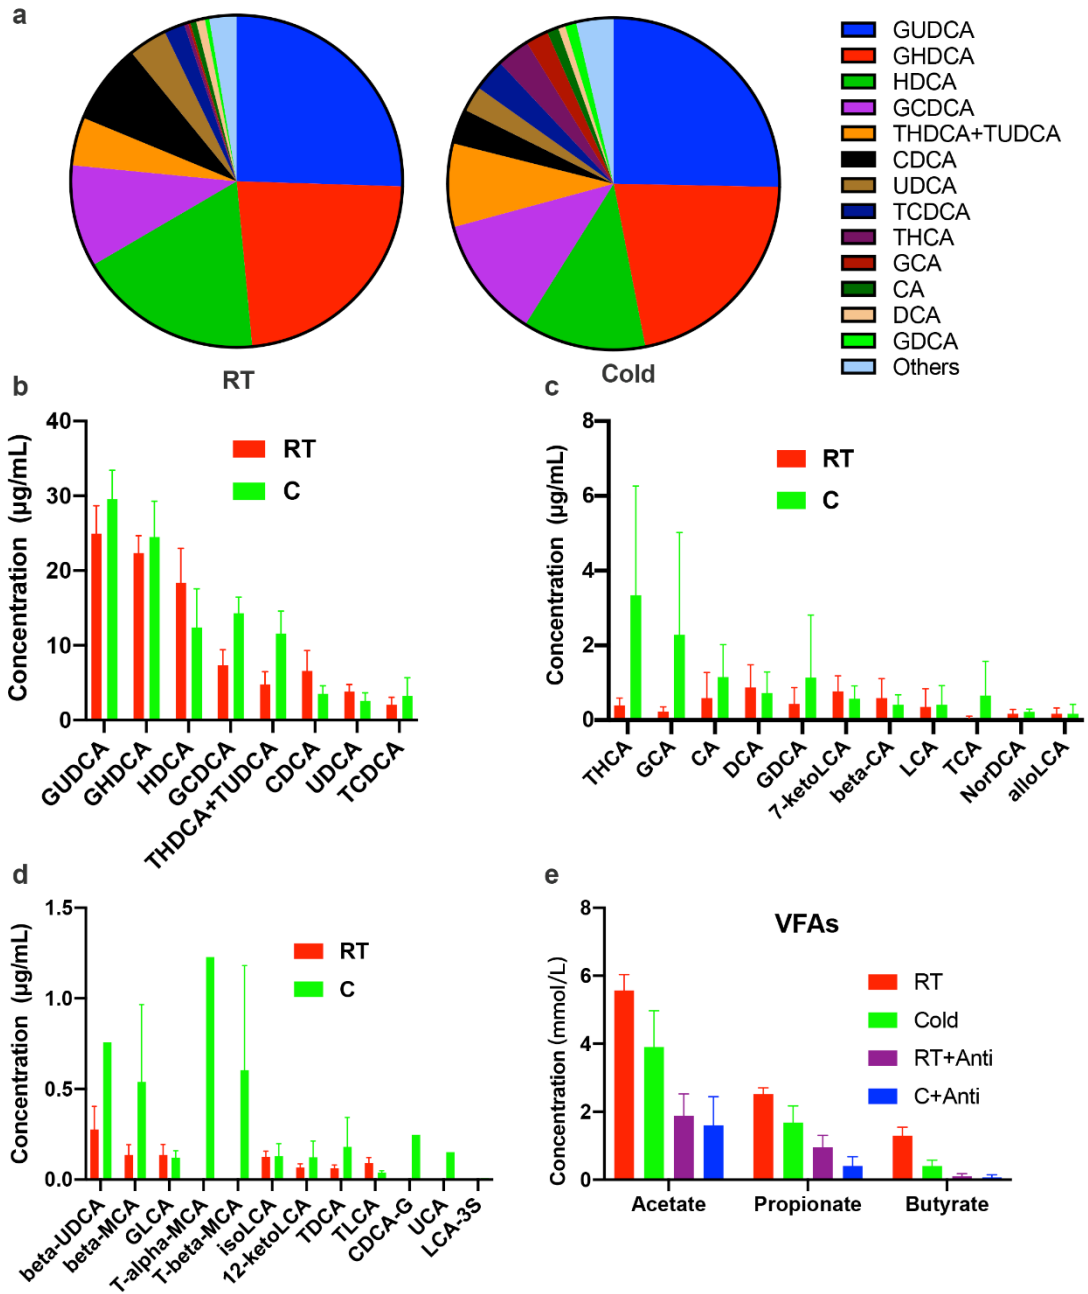 a
GUDCA
GHDCA
HDCA
GCDCA
THDCA+TUDCA
CDCA
UDCA
TCDCA
THCA
GCA
CA
DCA
GDCA
Others
RT
Cold
b
Concentration (μg/mL)
40
30
20
10
0
RT
C
GUDCA
GHDCA
HDCA
GCDCA
THDCA+TUDCA
CDCA
UDCA
TCDCA
c
Concentration (μg/mL)
8
6
4
2
0
RT
C
THCA
GCA
CA
DCA
GDCA
7-ketoLCA
beta-CA
LCA
TCA
NorDCA
alloLCA
d
Concentration (μg/mL)
1.5
1.0
0.5
0.0
RT
C
beta-UDCA
beta-MCA
GLCA
T-alpha-MCA
T-beta-MCA
isoLCA
12-ketoLCA
TDCA
TLCA
CDCA-G
UCA
LCA-3S
e
VFAs
Concentration (mmol/L)
8
6
4
2
0
RT
Cold
RT+Anti
C+Anti
Acetate
Propionate
Butyrate